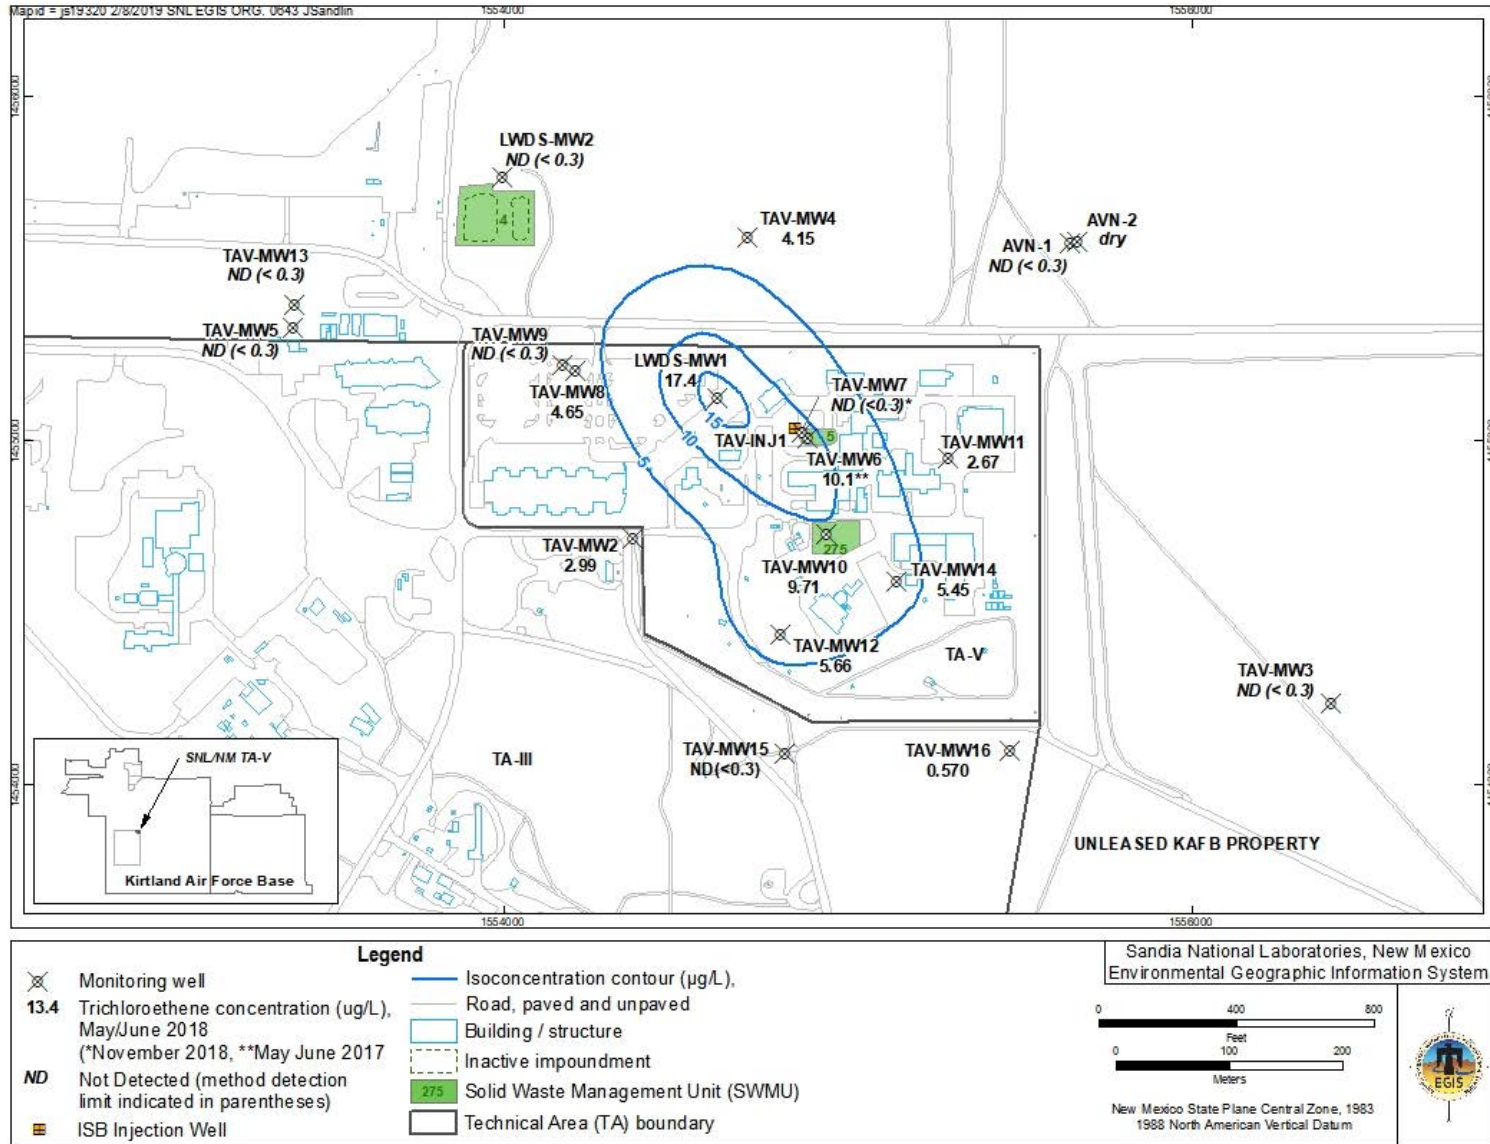 Mapid = js19320 2/8/2019 SNL EGIS ORG. 0643 JSandlin
1554000
1556000
1456000
LWDS-MW2
ND (< 0.3)
4
TAV-MW4
4.15
AVN-2
dry
AVN-1
ND (< 0.3)
TAV-MW13
ND (< 0.3)
TAV-MW5
ND (< 0.3)
TAV-MW9
ND (< 0.3)
TAV-MW8
4.65
LWDS-MW1
17.4
TAV-MW7
ND (<0.3)*
15
10
5
TAV-INJ1
5
TAV-MW6
10.1**
TAV-MW11
2.67
1455000
TAV-MW2
2.99
275
TAV-MW10
9.71
TAV-MW14
5.45
TAV-MW12
5.66
TA-V
TAV-MW3
ND (< 0.3)
TAV-MW15
ND(<0.3)
TAV-MW16
0.570
TA-III
1454000
SNL/NM TA-V
Kirtland Air Force Base
UNLEASED KAFB PROPERTY
1554000
1556000
Legend
Monitoring well
13.4 Trichloroethene concentration (ug/L),
May/June 2018
(*November 2018, **May June 2017
ND Not Detected (method detection
limit indicated in parentheses)
ISB Injection Well
Isoconcentration contour (µg/L),
Road, paved and unpaved
Building / structure
Inactive impoundment
275 Solid Waste Management Unit (SWMU)
Technical Area (TA) boundary
Sandia National Laboratories, New Mexico
Environmental Geographic Information System
0 400 800
Feet
0 100 200
Meters
New Mexico State Plane Central Zone, 1983
1988 North American Vertical Datum
EGIS